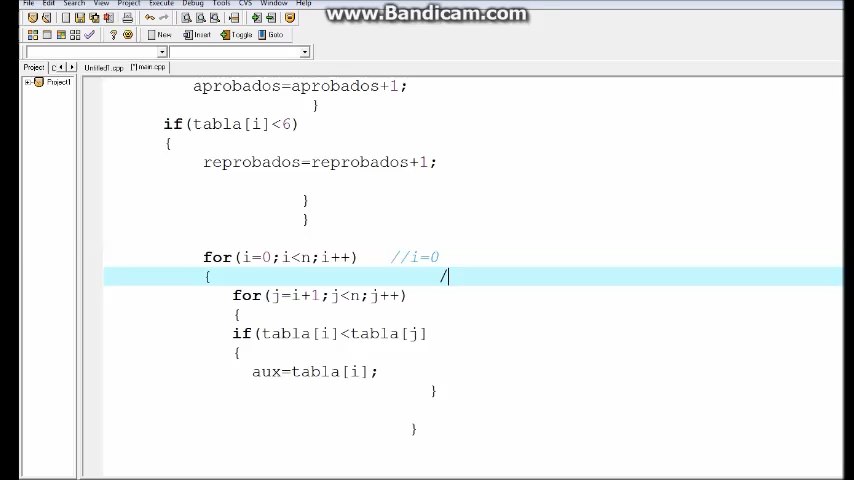 www.Bandicam.com
File Edit Search View Project Execute Debug Tools CVS Window Help
New Insert Toggle Goto
Project C Untitled1.cpp [*] main.cpp
Project1
aprobados=aprobados+1;
}
if(tabla[i]<6)
{
reprobados=reprobados+1;
}
}
for(i=0;i<n;i++) //i=0
{ /
for(j=i+1;j<n;j++)
{
if(tabla[i]<tabla[j]
{
aux=tabla[i];
}
}